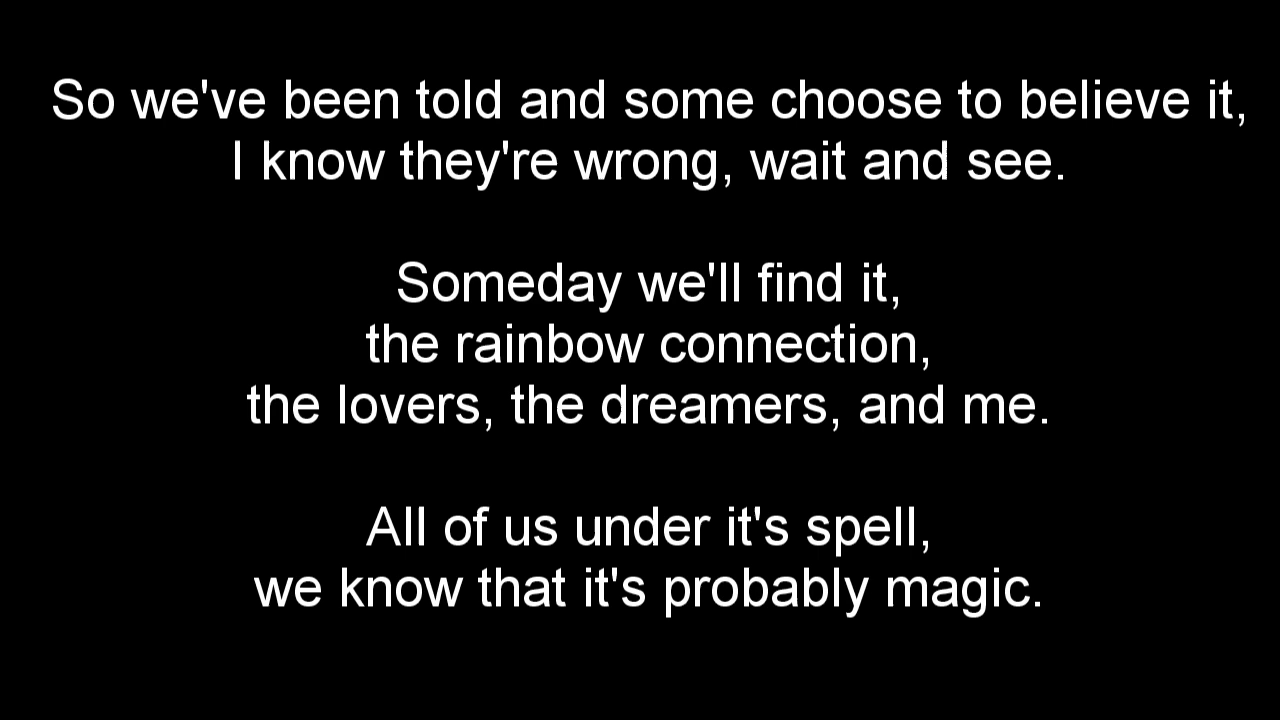 So we've been told and some choose to believe it,
I know they're wrong, wait and see.
Someday we'll find it,
the rainbow connection,
the lovers, the dreamers, and me.
All of us under it's spell,
we know that it's probably magic.